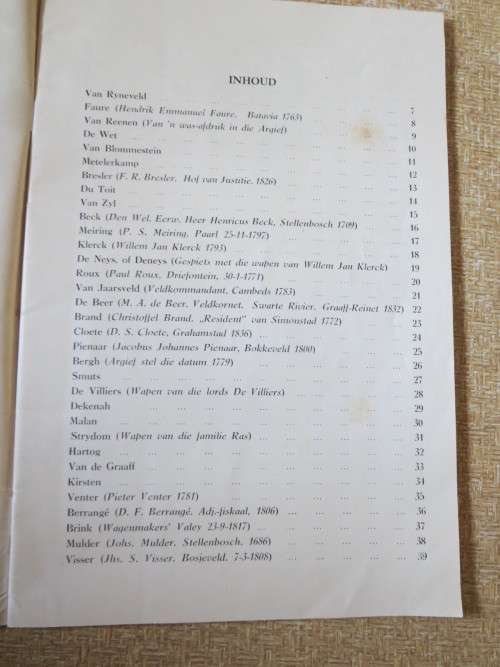 INHOUD
Van Ryneveld ... 7
Faure (Hendrik Emmanuel Faure. Batavia 1763) ... 8
Van Reenen (Van 'n was-afdruk in die Argief) ... 9
De Wet ... 10
Van Blommestein ... 11
Metelerkamp ... 12
Bresler (F. R. Bresler. Hof van Justitie. 1826) ... 13
Du Toit ... 14
Van Zyl ... 15
Beck (Den Wel. Eerw. Heer Henricus Beck, Stellenbosch 1709) ... 16
Meiring (P. S. Meiring. Paarl 25-11-1797) ... 17
Klerck (Willem Jan Klerck 1793) ... 18
De Neys, of Deneys (Gespiets met die wapen van Willem Jan Klerck) 19
Roux (Paul Roux, Driefontein, 30-1-1771) ... 20
Van Jaarsveld (Veldkommandant, Cambeds 1783) ... 21
De Beer (M. A. de Beer, Veldkornet. Swarte Rivier. Graaff-Reinet 1832) 22
Brand (Christoffel Brand. „Resident" van Simonstad 1772) ... 23
Cloete (D. S. Cloete, Grahamstad 1836) ... 24
Pienaar (Jacobus Johannes Pienaar, Bokkeveld 1800) ... 25
Bergh (Argief stel die datum 1779) ... 26
Smuts ... 27
De Villiers (Wapen van die lords De Villiers) ... 28
Dekenah ... 29
Malan ... 30
Strydom (Wapen van die familie Ras) ... 31
Hartog ... 32
Van de Graaff ... 33
Kirsten ... 34
Venter (Pieter Venter 1781) ... 35
Berrangé (D. F. Berrangé. Adj.-fiskaal, 1806) ... 36
Brink (Wagenmakers' Valey 23-9-1817) ... 37
Mulder (Johs. Mulder. Stellenbosch. 1686) ... 38
Visser (Jhs. S. Visser. Bosjeveld. 7-3-1808) ... 39